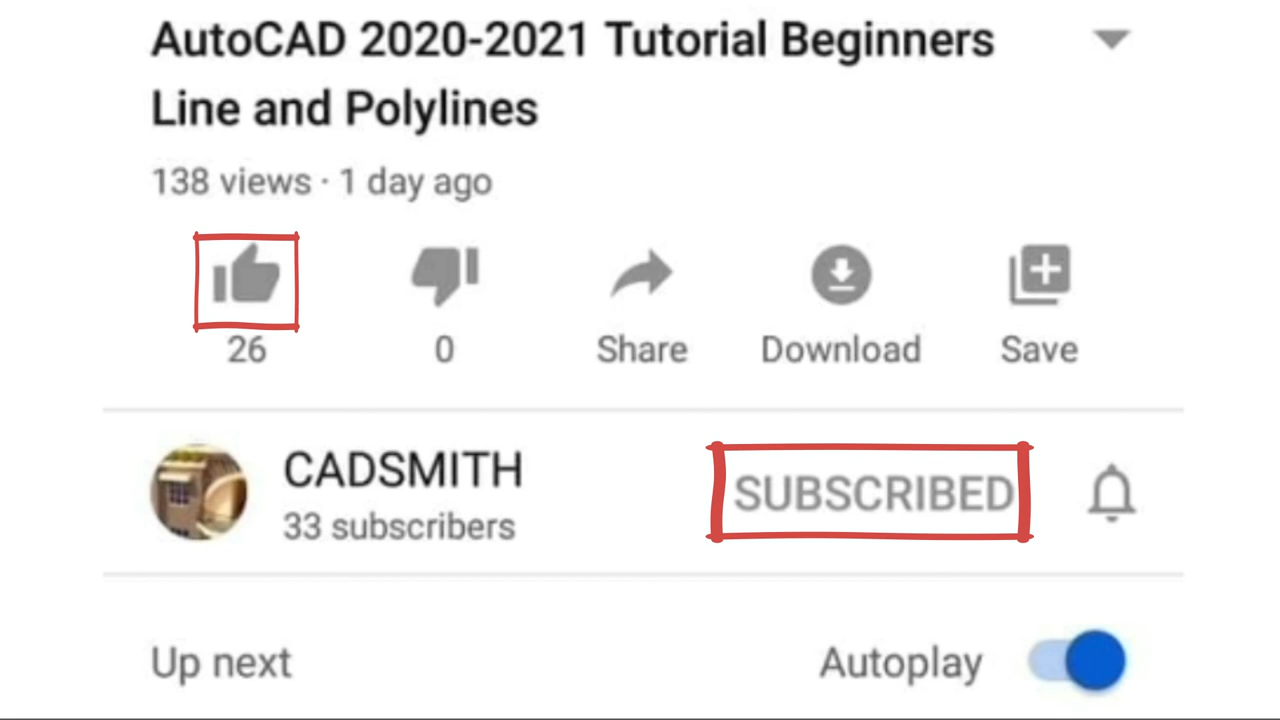 AutoCAD 2020-2021 Tutorial Beginners
Line and Polylines
138 views · 1 day ago
26
0
Share
Download
Save
CADSMITH
33 subscribers
SUBSCRIBED
Up next
Autoplay